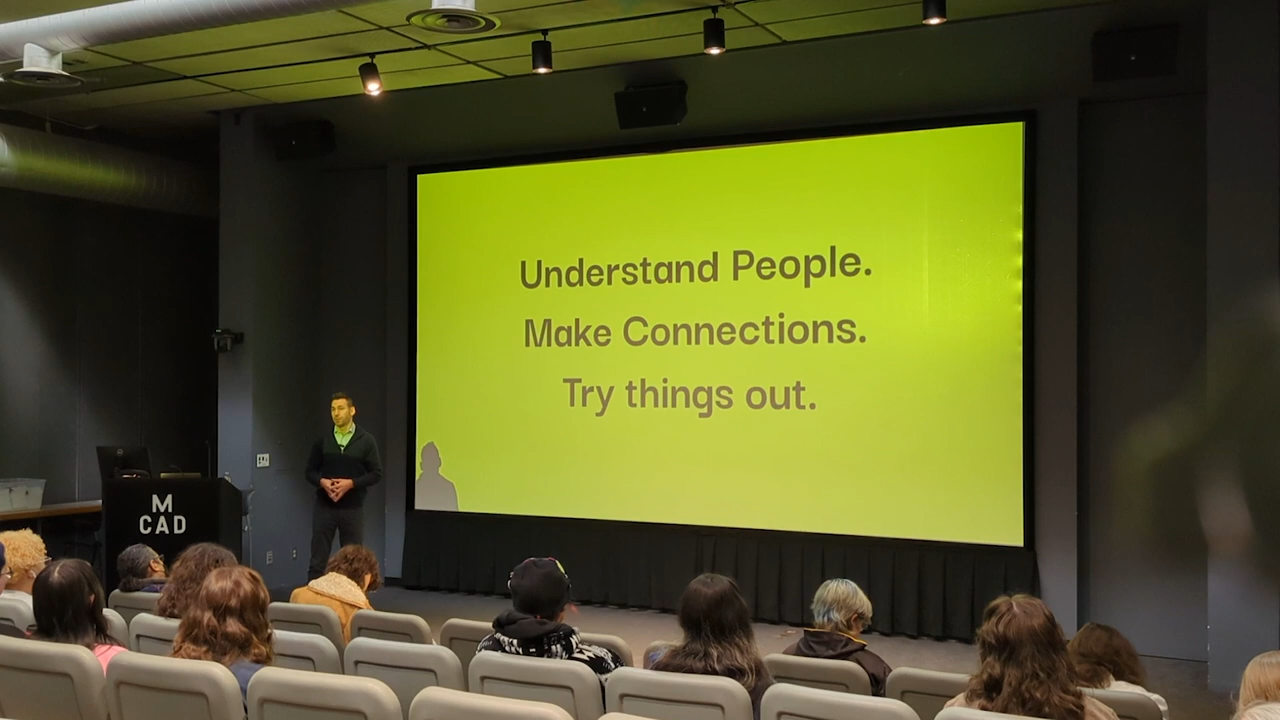 Understand People.
Make Connections.
Try things out.
M
CAD